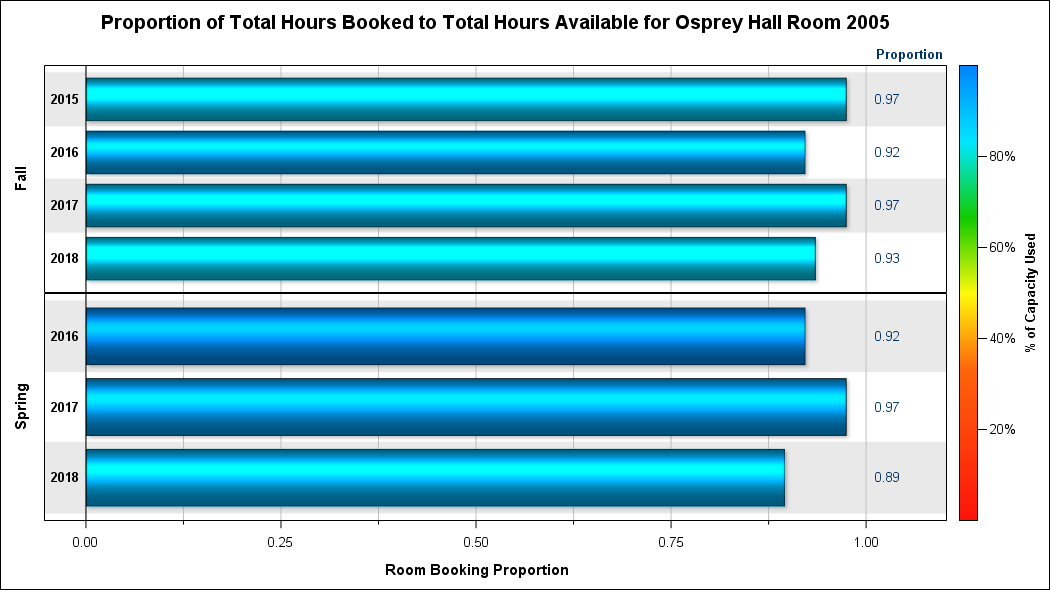 Proportion of Total Hours Booked to Total Hours Available for Osprey Hall Room 2005
Proportion
Fall
2015 0.97
2016 0.92
2017 0.97
2018 0.93
Spring
2016 0.92
2017 0.97
2018 0.89
0.00 0.25 0.50 0.75 1.00
Room Booking Proportion
80%
60%
40%
20%
% of Capacity Used